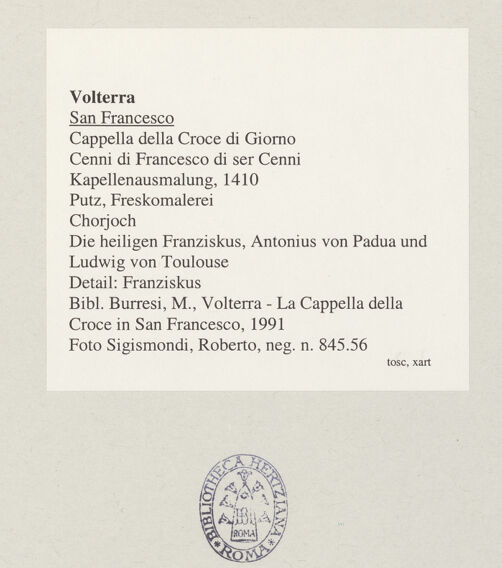 Volterra
San Francesco
Cappella della Croce di Giorno
Cenni di Francesco di ser Cenni
Kapellenausmalung, 1410
Putz, Freskomalerei
Chorjoch
Die heiligen Franziskus, Antonius von Padua und
Ludwig von Toulouse
Detail: Franziskus
Bibl. Burresi, M., Volterra - La Cappella della
Croce in San Francesco, 1991
Foto Sigismondi, Roberto, neg. n. 845.56
tosc, xart
BIBLIOTHECA HERTZIANA
ROMA
* ROMA *